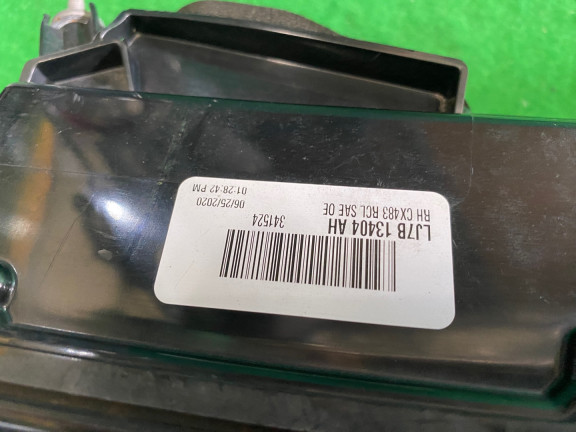 341524
LJ7B 13404 AH
RH CX483 RCL SAE OE
06/25/2020
01:28:42 PM